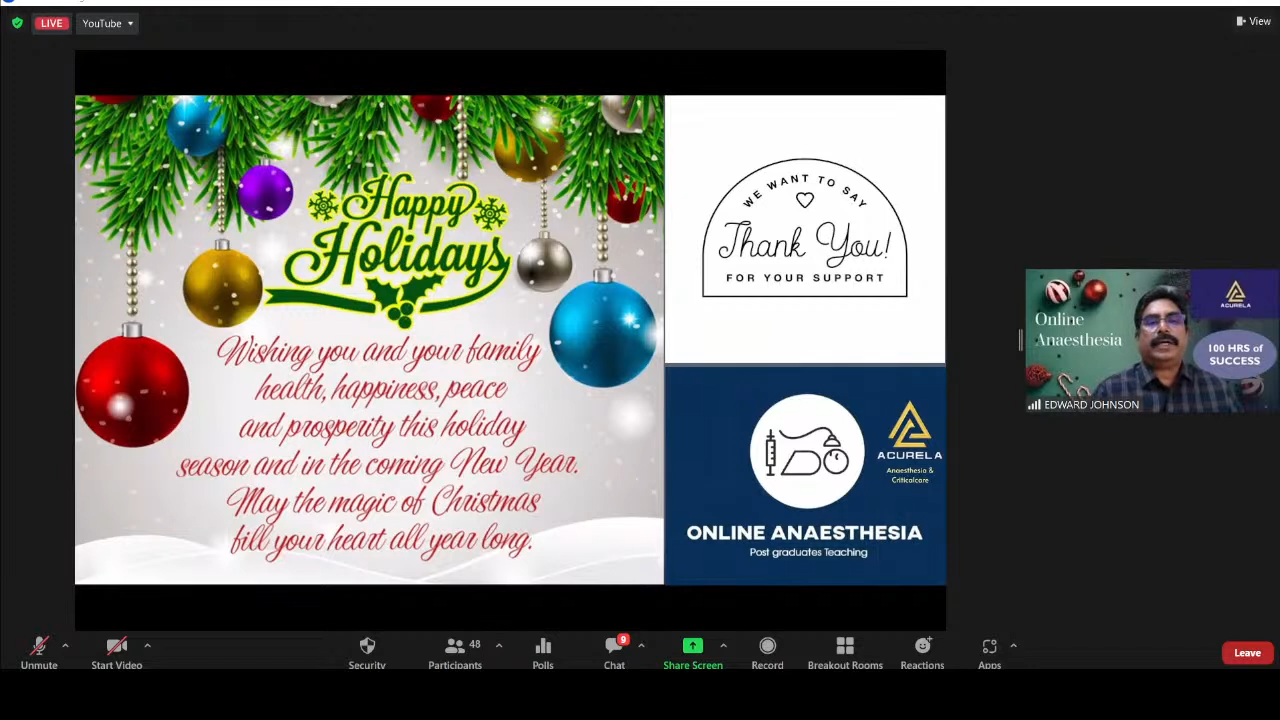 LIVE
YouTube
View
Happy
Holidays
Wishing you and your family
health, happiness, peace
and prosperity this holiday
season and in the coming New Year.
May the magic of Christmas
fill your heart all year long.
WE WANT TO SAY
Thank You!
FOR YOUR SUPPORT
ACURELA
Anaesthesia &
Criticalcare
ONLINE ANAESTHESIA
Post graduates Teaching
Online
Anaesthesia
ACURELA
100 HRS of
SUCCESS
EDWARD JOHNSON
48
9
Unmute
Start Video
Security
Participants
Polls
Chat
Share Screen
Record
Breakout Rooms
Reactions
Apps
Leave